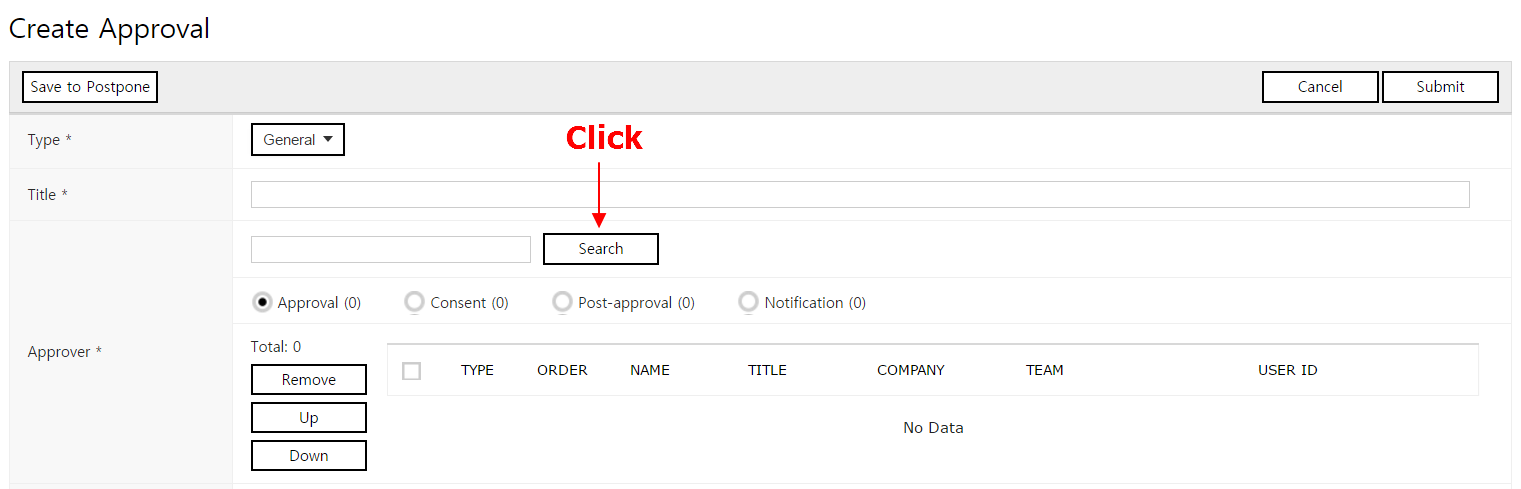 Create Approval
Save to Postpone Cancel Submit
Type * General
Click
Title *
Search
Approval (0) Consent (0) Post-approval (0) Notification (0)
Approver *
Total: 0
Remove
Up
Down
TYPE ORDER NAME TITLE COMPANY TEAM USER ID
No Data